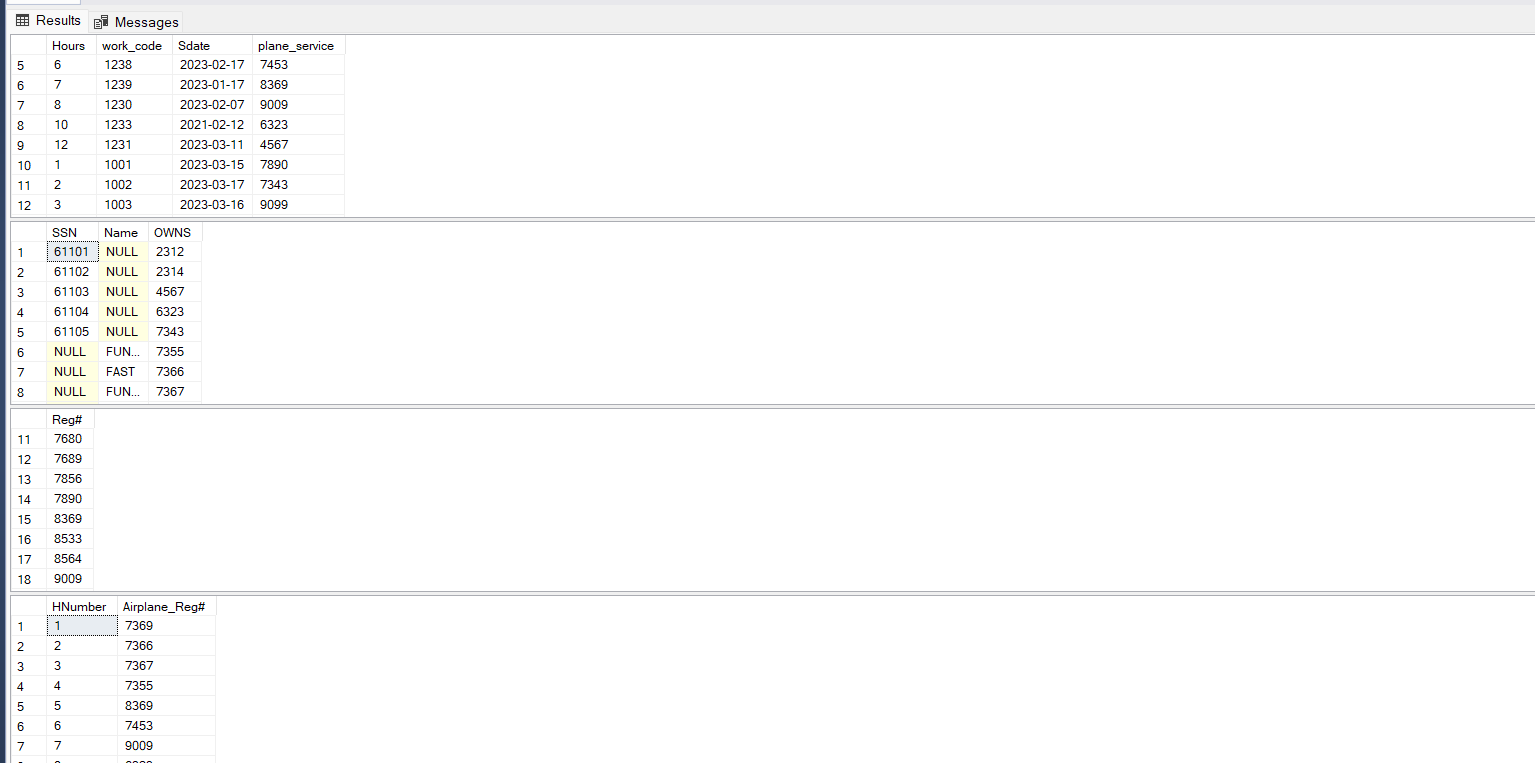 Results Messages
Hours work_code Sdate plane_service
5 6 1238 2023-02-17 7453
6 7 1239 2023-01-17 8369
7 8 1230 2023-02-07 9009
8 10 1233 2021-02-12 6323
9 12 1231 2023-03-11 4567
10 1 1001 2023-03-15 7890
11 2 1002 2023-03-17 7343
12 3 1003 2023-03-16 9099
SSN Name OWNS
1 61101 NULL 2312
2 61102 NULL 2314
3 61103 NULL 4567
4 61104 NULL 6323
5 61105 NULL 7343
6 NULL FUN... 7355
7 NULL FAST 7366
8 NULL FUN... 7367
Reg#
11 7680
12 7689
13 7856
14 7890
15 8369
16 8533
17 8564
18 9009
HNumber Airplane_Reg#
1 1 7369
2 2 7366
3 3 7367
4 4 7355
5 5 8369
6 6 7453
7 7 9009